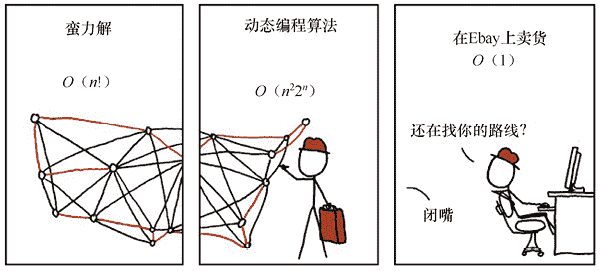 蛮力解
O（n!）
动态编程算法
O（n²2ⁿ）
在Ebay上卖货
O（1）
还在找你的路线?
闭嘴